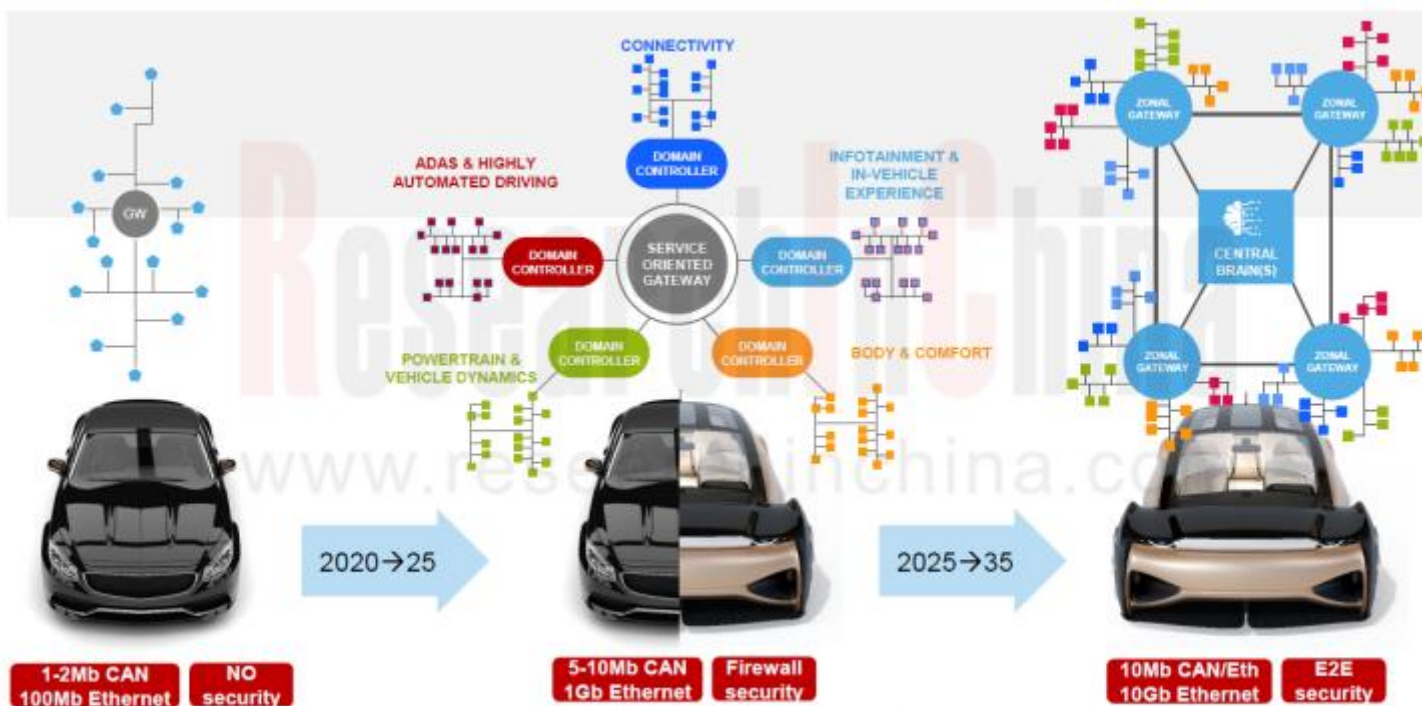 CONNECTIVITY
DOMAIN
CONTROLLER
ADAS & HIGHLY
AUTOMATED DRIVING
DOMAIN
CONTROLLER
INFOTAINMENT &
IN-VEHICLE
EXPERIENCE
DOMAIN
CONTROLLER
SERVICE
ORIENTED
GATEWAY
GW
POWERTRAIN &
VEHICLE DYNAMICS
DOMAIN
CONTROLLER
DOMAIN
CONTROLLER
BODY & COMFORT
ZONAL
GATEWAY
ZONAL
GATEWAY
CENTRAL
BRAIN(S)
ZONAL
GATEWAY
ZONAL
GATEWAY
ResearchInChina
www.researchinchina.com
2020→25
2025→35
1-2Mb CAN
100Mb Ethernet
NO
security
5-10Mb CAN
1Gb Ethernet
Firewall
security
10Mb CAN/Eth
10Gb Ethernet
E2E
security